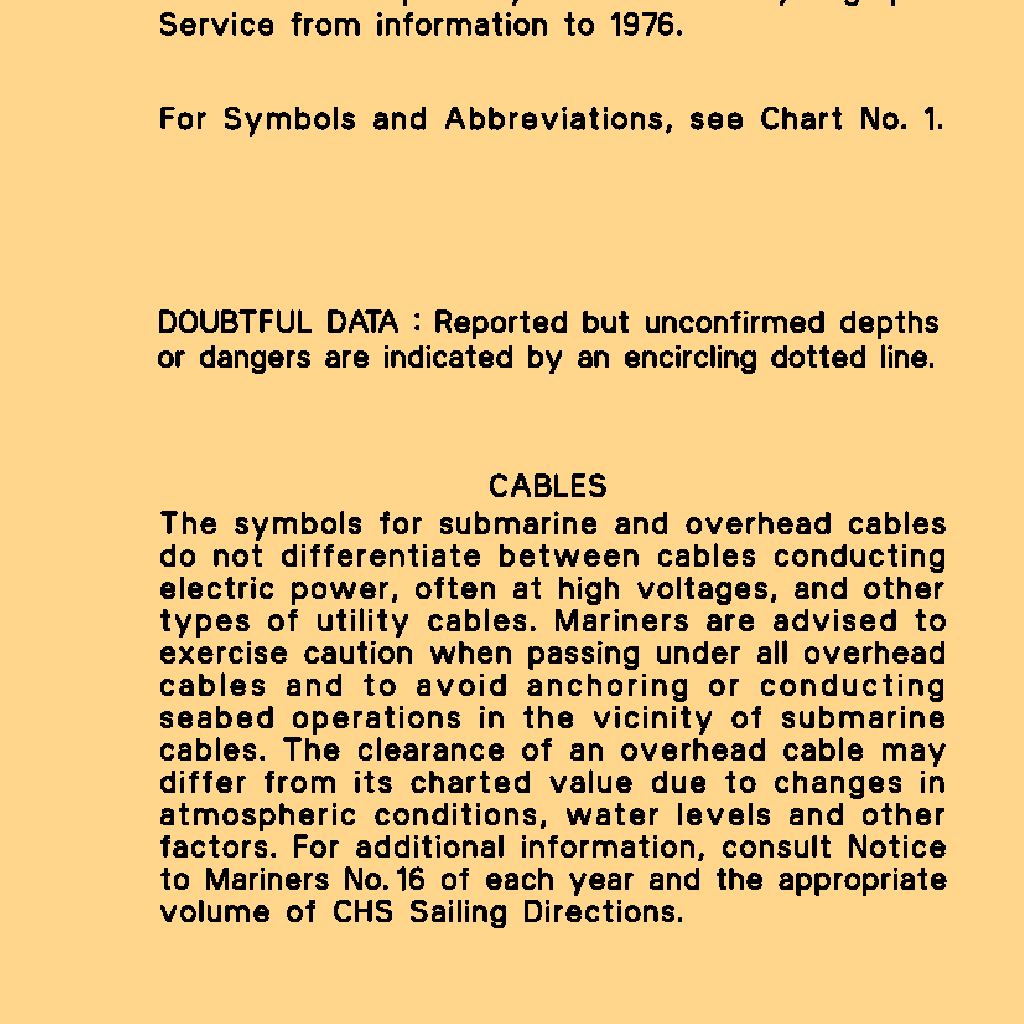 Service from information to 1976.
For Symbols and Abbreviations, see Chart No. 1.
DOUBTFUL DATA : Reported but unconfirmed depths
or dangers are indicated by an encircling dotted line.
CABLES
The symbols for submarine and overhead cables
do not differentiate between cables conducting
electric power, often at high voltages, and other
types of utility cables. Mariners are advised to
exercise caution when passing under all overhead
cables and to avoid anchoring or conducting
seabed operations in the vicinity of submarine
cables. The clearance of an overhead cable may
differ from its charted value due to changes in
atmospheric conditions, water levels and other
factors. For additional information, consult Notice
to Mariners No. 16 of each year and the appropriate
volume of CHS Sailing Directions.